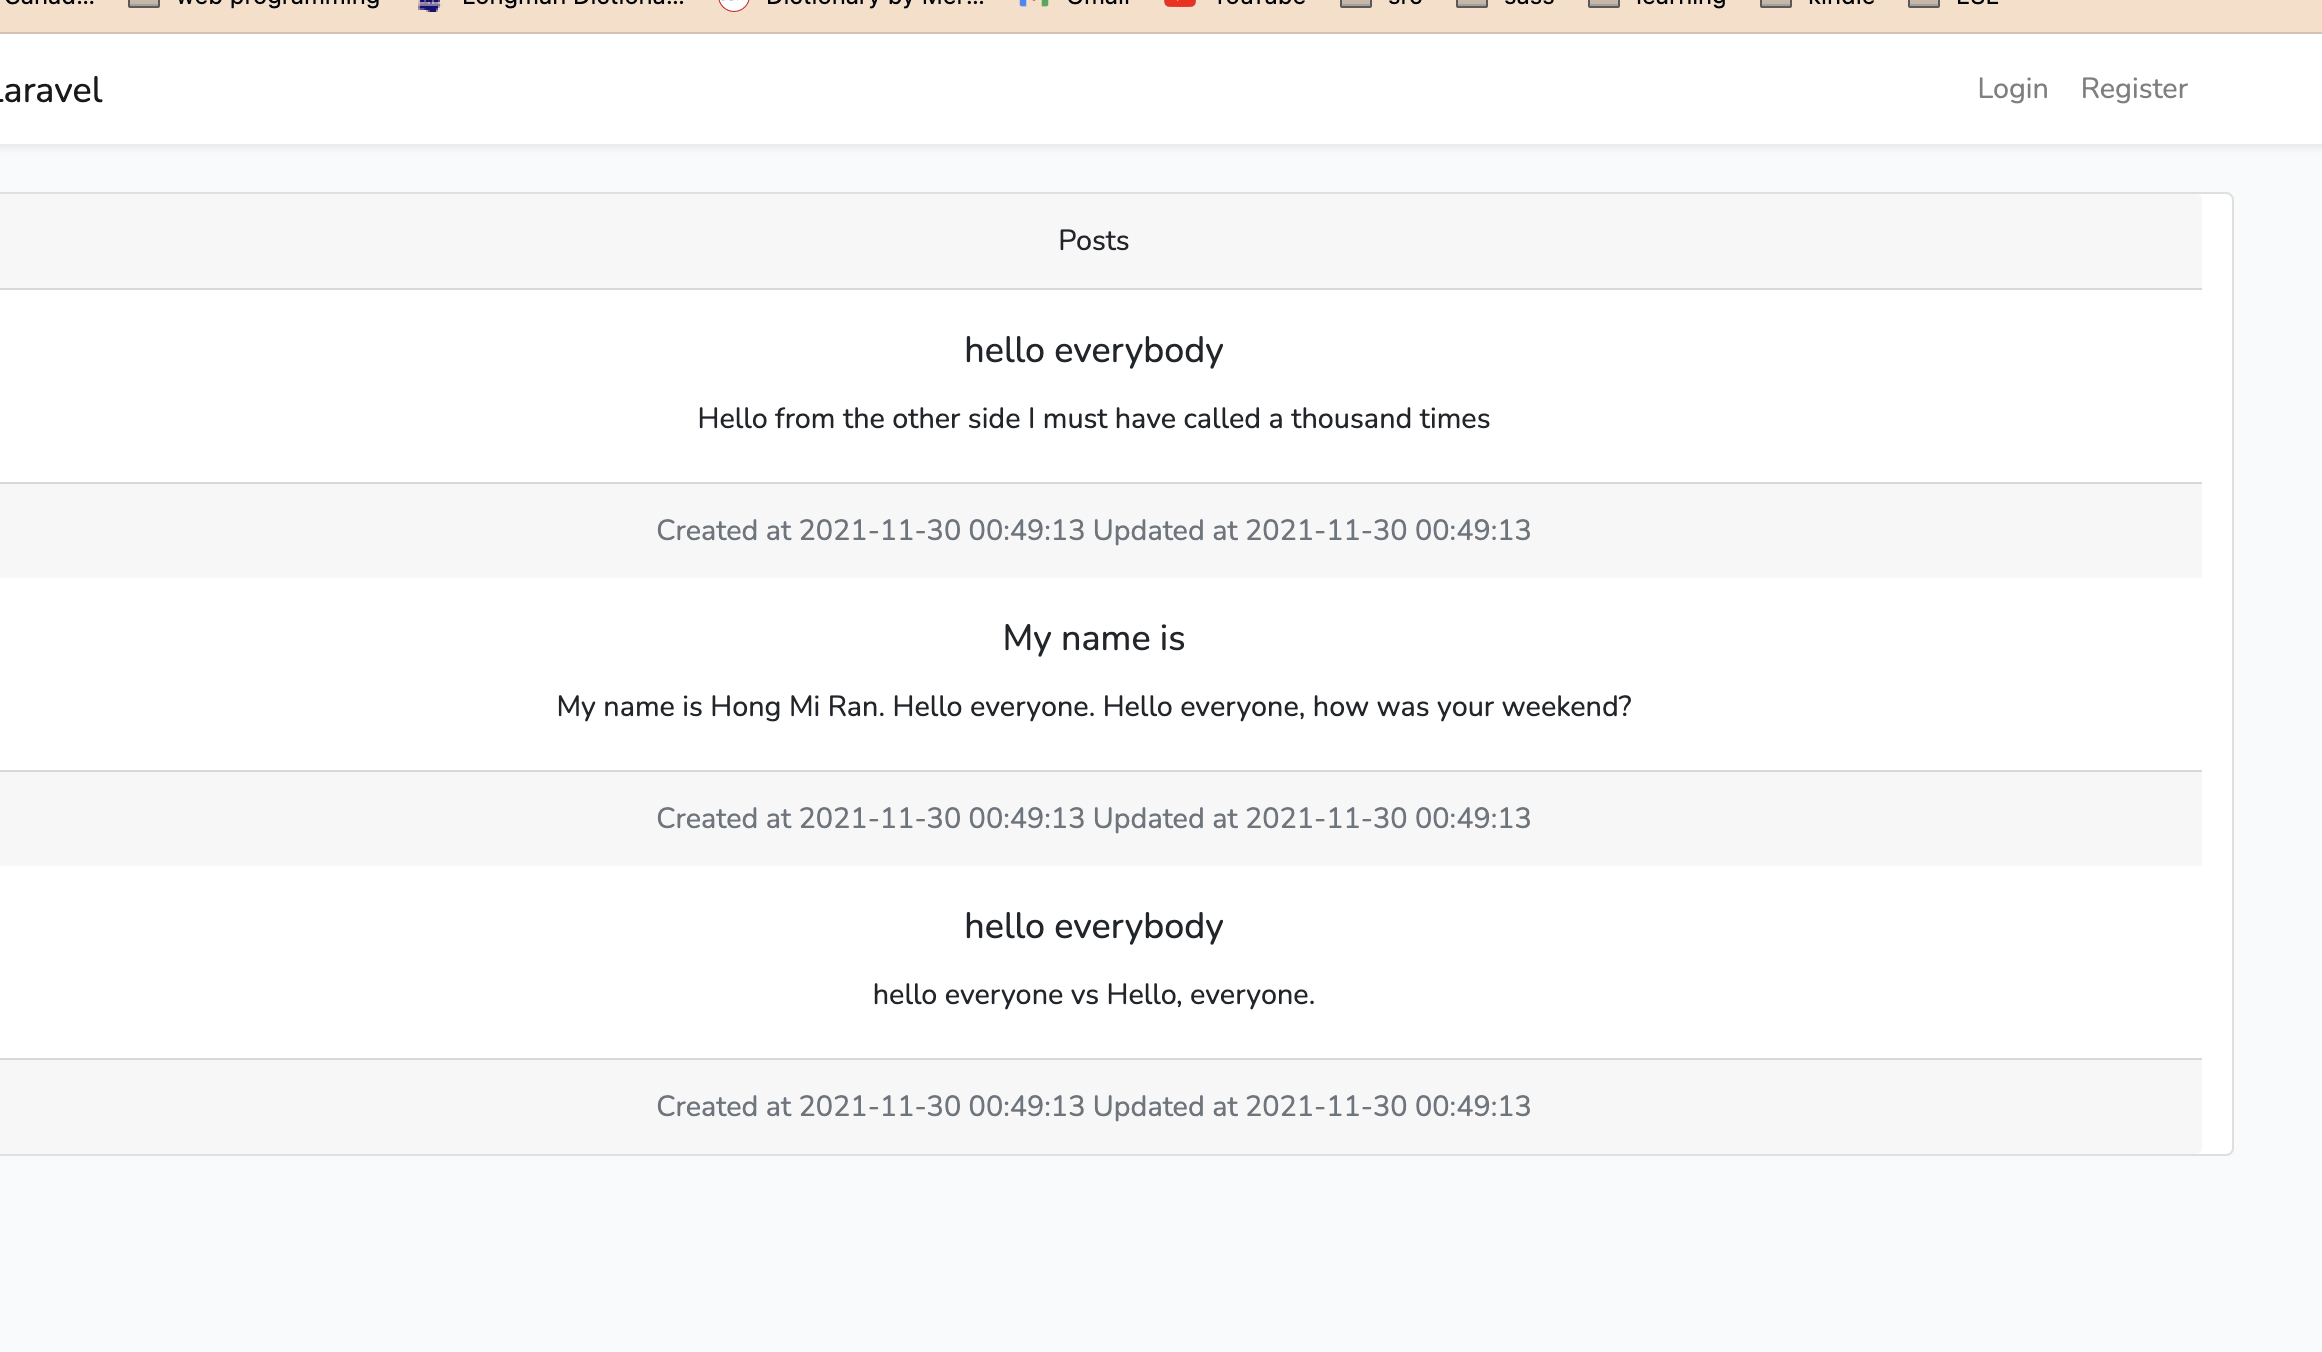 web programming
Longman Dictiona...
Dictionary by Mer...
Gmail
YouTube
src
sass
learning
kindle
ESL
Laravel
Login Register
Posts
hello everybody
Hello from the other side I must have called a thousand times
Created at 2021-11-30 00:49:13 Updated at 2021-11-30 00:49:13
My name is
My name is Hong Mi Ran. Hello everyone. Hello everyone, how was your weekend?
Created at 2021-11-30 00:49:13 Updated at 2021-11-30 00:49:13
hello everybody
hello everyone vs Hello, everyone.
Created at 2021-11-30 00:49:13 Updated at 2021-11-30 00:49:13